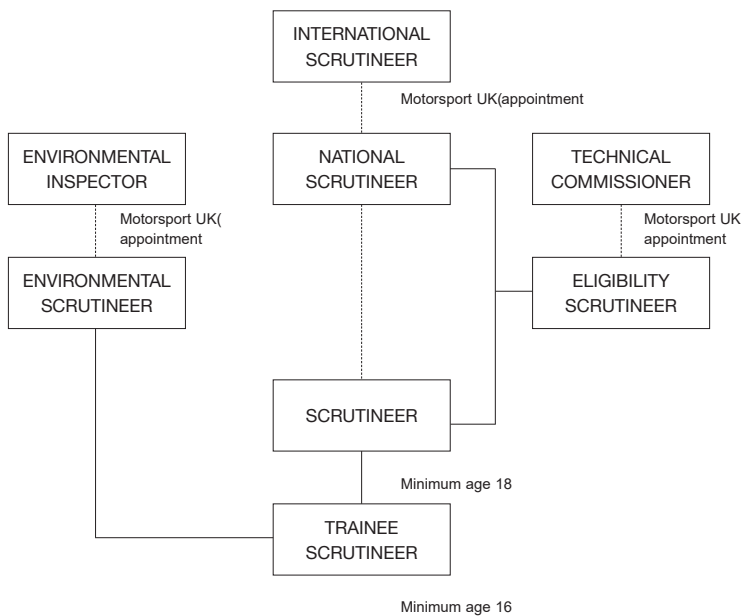 INTERNATIONAL
SCRUTINEER
Motorsport UK(appointment
ENVIRONMENTAL
INSPECTOR
NATIONAL
SCRUTINEER
TECHNICAL
COMMISSIONER
Motorsport UK(
appointment
Motorsport UK
appointment
ENVIRONMENTAL
SCRUTINEER
ELIGIBILITY
SCRUTINEER
SCRUTINEER
Minimum age 18
TRAINEE
SCRUTINEER
Minimum age 16